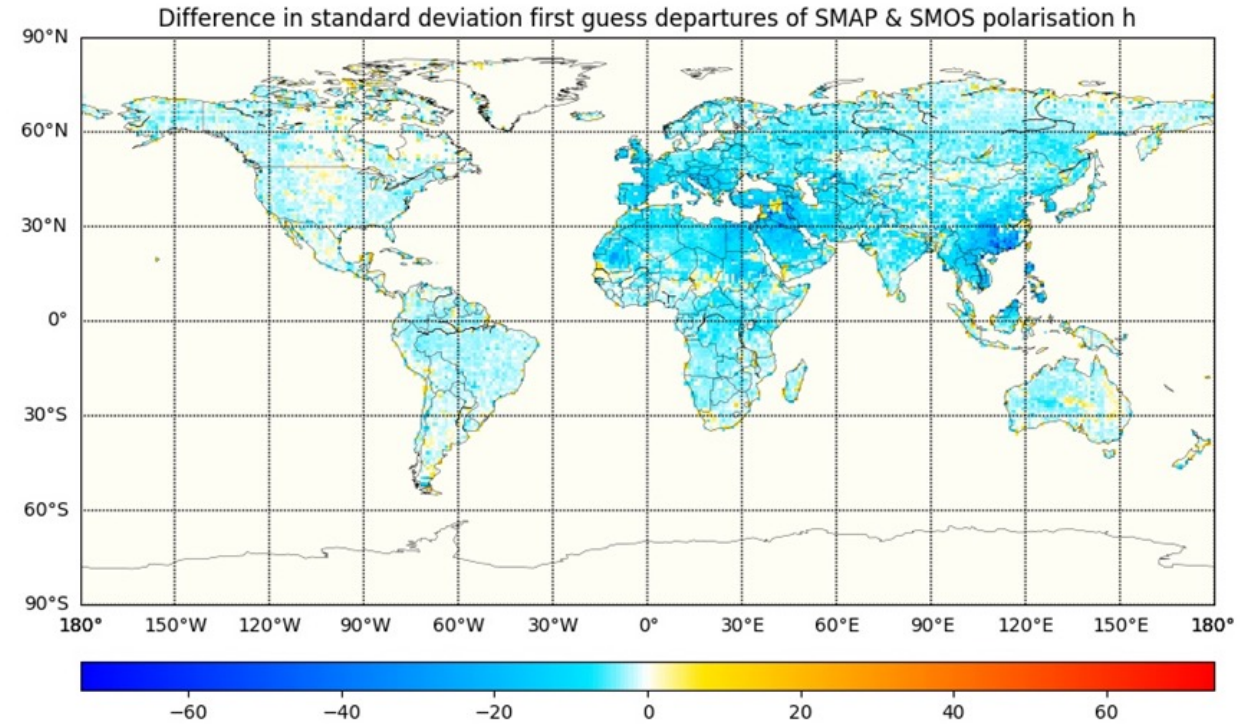 Difference in standard deviation first guess departures of SMAP & SMOS polarisation h
90°N
60°N
30°N
0°
30°S
60°S
90°S
180° 150°W 120°W 90°W 60°W 30°W 0° 30°E 60°E 90°E 120°E 150°E 180°
−60 −40 −20 0 20 40 60